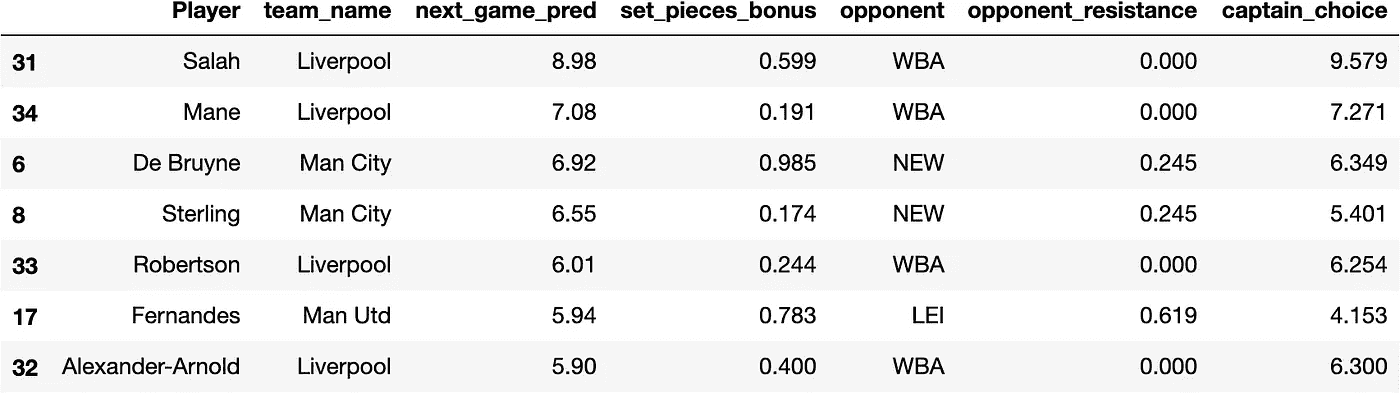 Player team_name next_game_pred set_pieces_bonus opponent opponent_resistance captain_choice
31 Salah Liverpool 8.98 0.599 WBA 0.000 9.579
34 Mane Liverpool 7.08 0.191 WBA 0.000 7.271
6 De Bruyne Man City 6.92 0.985 NEW 0.245 6.349
8 Sterling Man City 6.55 0.174 NEW 0.245 5.401
33 Robertson Liverpool 6.01 0.244 WBA 0.000 6.254
17 Fernandes Man Utd 5.94 0.783 LEI 0.619 4.153
32 Alexander-Arnold Liverpool 5.90 0.400 WBA 0.000 6.300